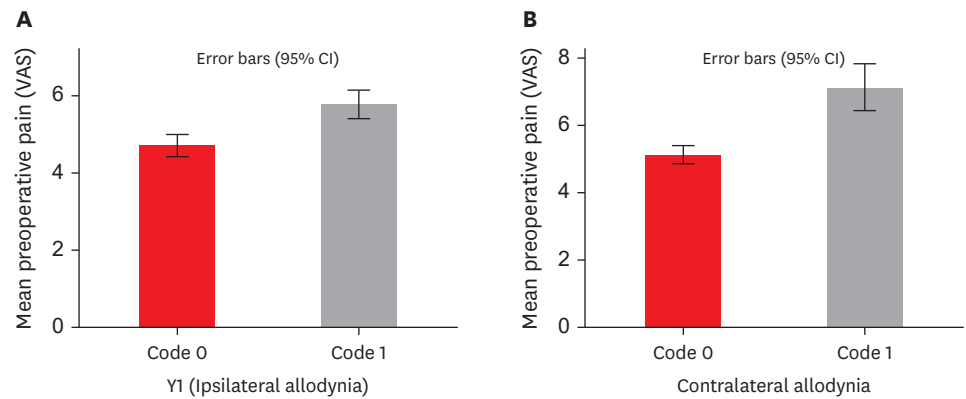 A
Mean preoperative pain (VAS)
Error bars (95% CI)
6
4
2
0
Code 0
Code 1
Y1 (Ipsilateral allodynia)
B
Mean preoperative pain (VAS)
Error bars (95% CI)
8
6
4
2
0
Code 0
Code 1
Contralateral allodynia